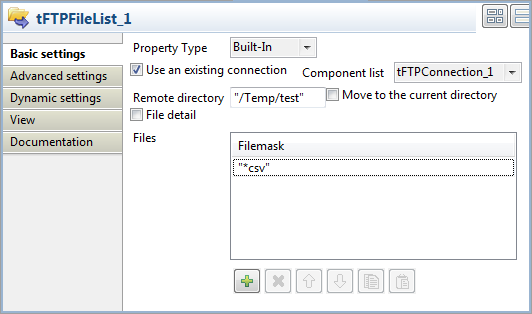 tFTPFileList_1
Basic settings
Advanced settings
Dynamic settings
View
Documentation
Property Type Built-In
Use an existing connection Component list tFTPConnection_1
Remote directory "/Temp/test" Move to the current directory
File detail
Files
Filemask
"*csv"